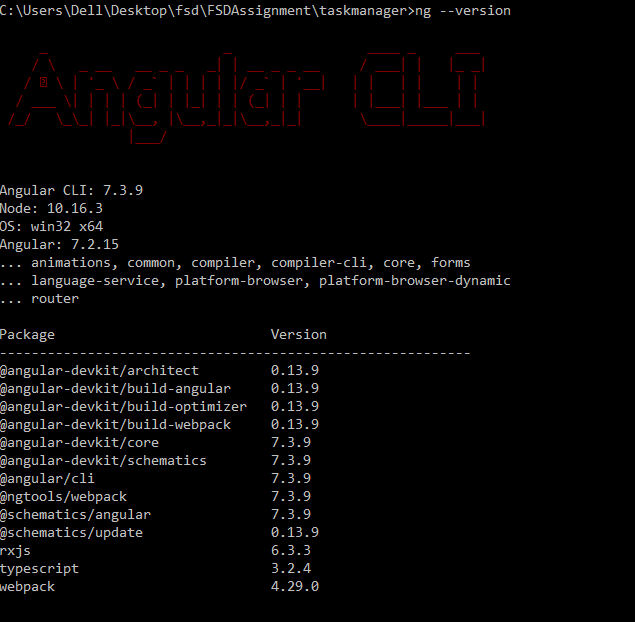 C:\Users\Dell\Desktop\fsd\FSDAssignment\taskmanager>ng --version
Angular CLI
Angular CLI: 7.3.9
Node: 10.16.3
OS: win32 x64
Angular: 7.2.15
... animations, common, compiler, compiler-cli, core, forms
... language-service, platform-browser, platform-browser-dynamic
... router
Package Version
-----------------------------------------------------------
@angular-devkit/architect 0.13.9
@angular-devkit/build-angular 0.13.9
@angular-devkit/build-optimizer 0.13.9
@angular-devkit/build-webpack 0.13.9
@angular-devkit/core 7.3.9
@angular-devkit/schematics 7.3.9
@angular/cli 7.3.9
@ngtools/webpack 7.3.9
@schematics/angular 7.3.9
@schematics/update 0.13.9
rxjs 6.3.3
typescript 3.2.4
webpack 4.29.0